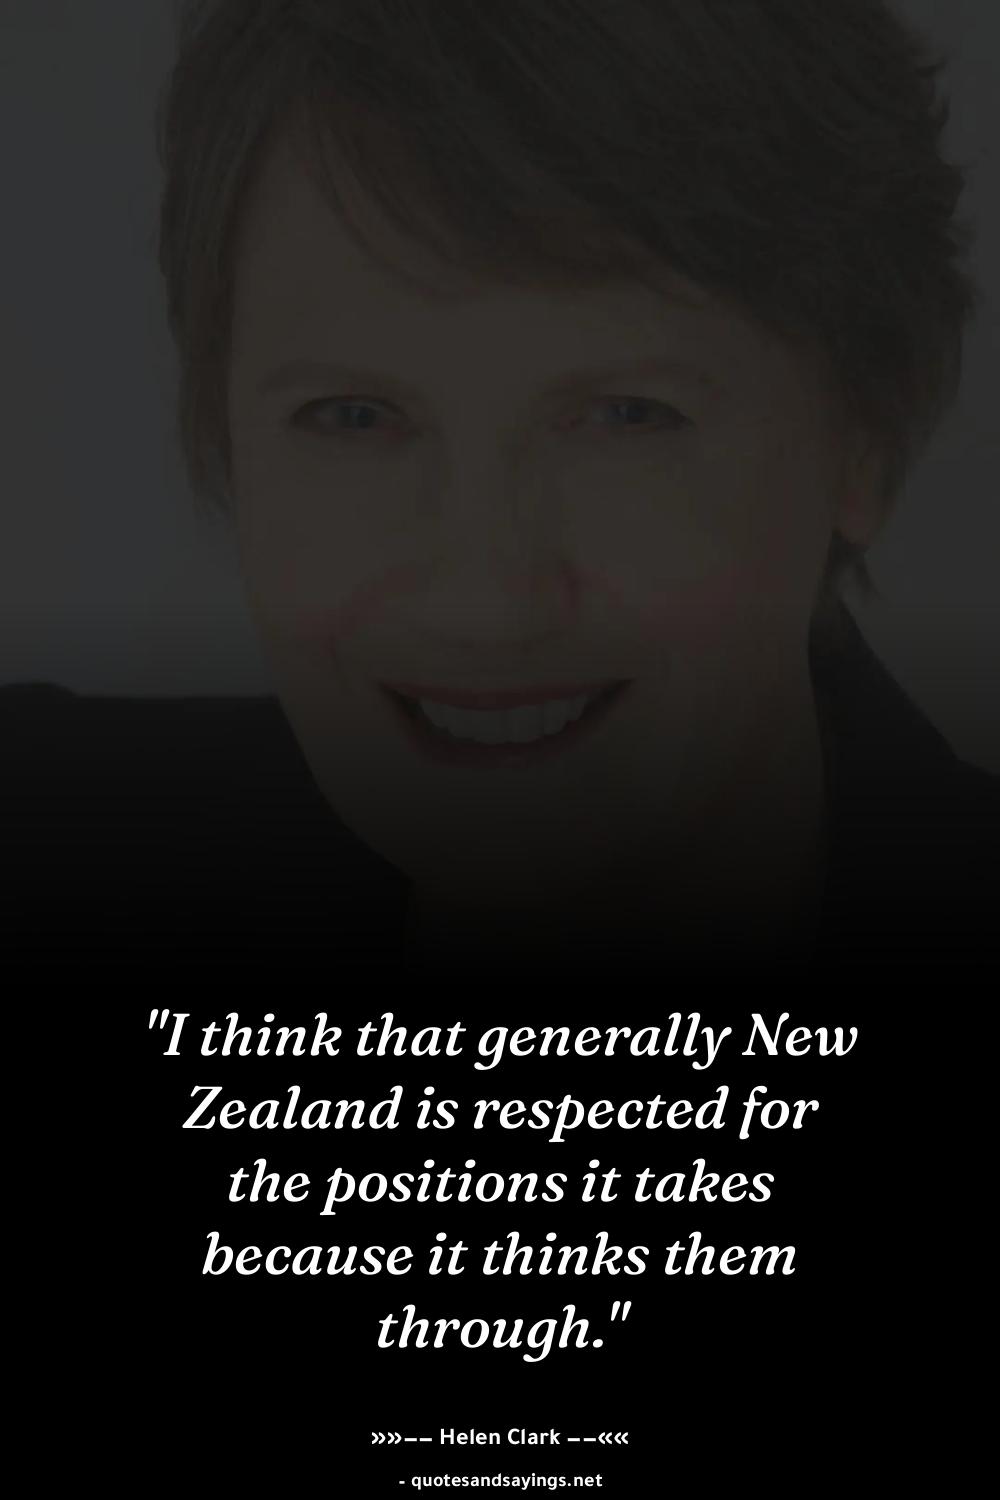 "I think that generally New
Zealand is respected for
the positions it takes
because it thinks them
through."
»»–– Helen Clark ––««
- quotesandsayings.net